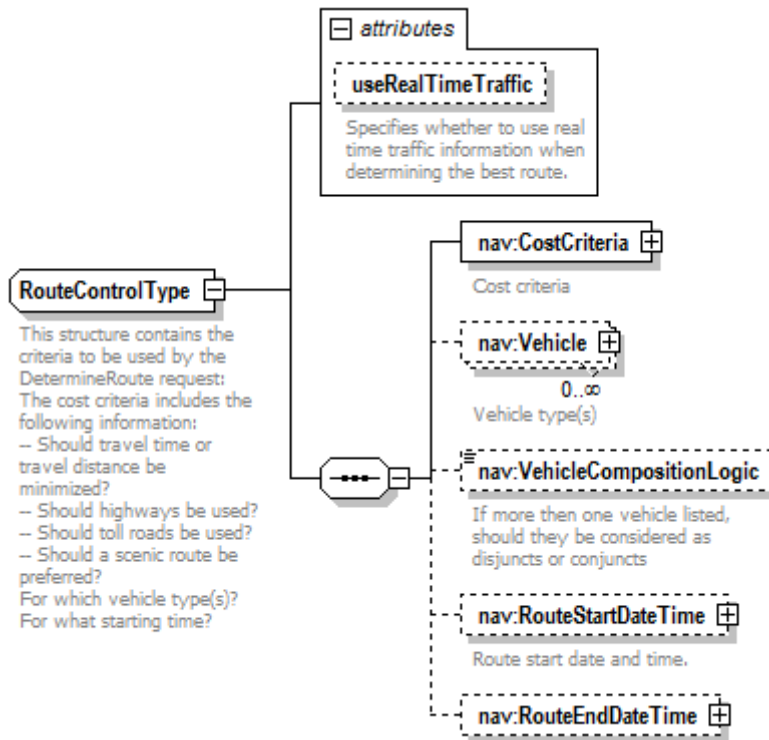 attributes
useRealTimeTraffic
Specifies whether to use real
time traffic information when
determining the best route.
RouteControlType
This structure contains the
criteria to be used by the
DetermineRoute request:
The cost criteria includes the
following information:
-- Should travel time or
travel distance be
minimized?
-- Should highways be used?
-- Should toll roads be used?
-- Should a scenic route be
preferred?
For which vehicle type(s)?
For what starting time?
nav:CostCriteria
Cost criteria
nav:Vehicle
0..∞
Vehicle type(s)
nav:VehicleCompositionLogic
If more then one vehicle listed,
should they be considered as
disjuncts or conjuncts
nav:RouteStartDateTime
Route start date and time.
nav:RouteEndDateTime